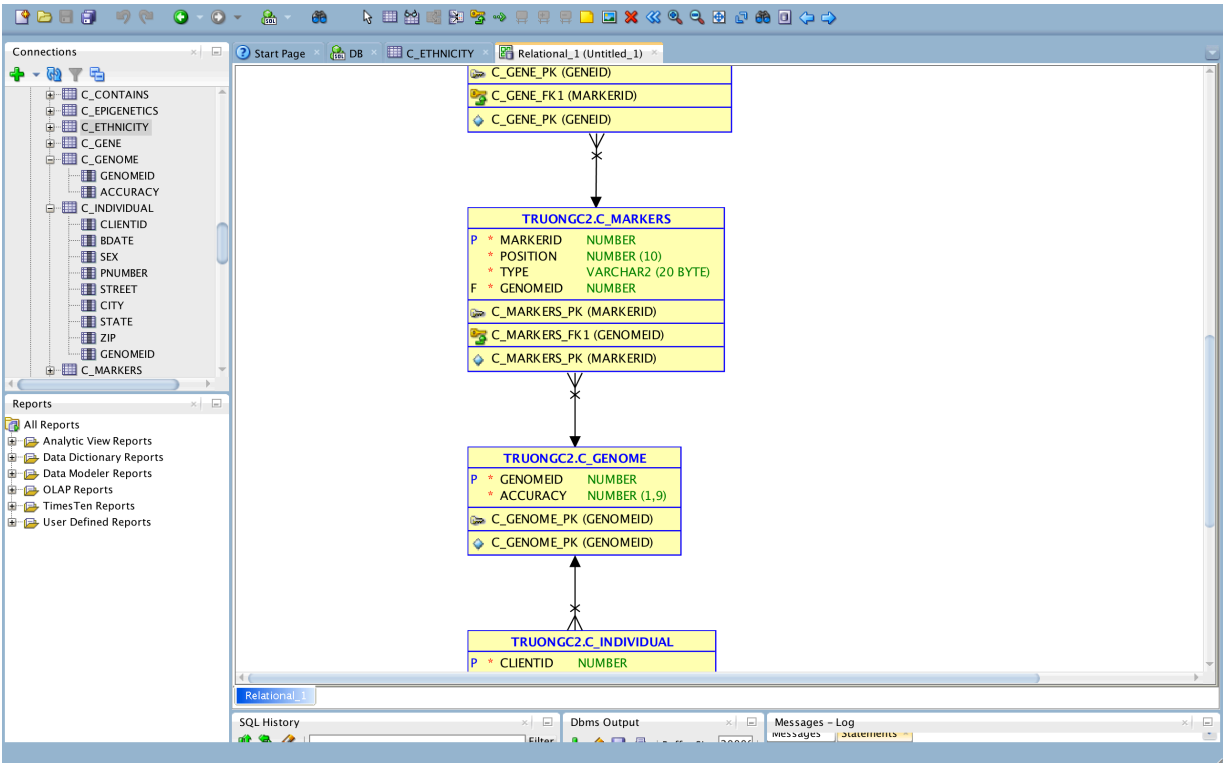 Connections
Start Page
DB
C_ETHNICITY
Relational_1 (Untitled_1)
C_CONTAINS
C_EPIGENETICS
C_ETHNICITY
C_GENE
C_GENOME
GENOMEID
ACCURACY
C_INDIVIDUAL
CLIENTID
BDATE
SEX
PNUMBER
STREET
CITY
STATE
ZIP
GENOMEID
C_MARKERS
Reports
All Reports
Analytic View Reports
Data Dictionary Reports
Data Modeler Reports
OLAP Reports
TimesTen Reports
User Defined Reports
C_GENE_PK (GENEID)
C_GENE_FK1 (MARKERID)
C_GENE_PK (GENEID)
TRUONGC2.C_MARKERS
P * MARKERID NUMBER
* POSITION NUMBER (10)
* TYPE VARCHAR2 (20 BYTE)
F * GENOMEID NUMBER
C_MARKERS_PK (MARKERID)
C_MARKERS_FK1 (GENOMEID)
C_MARKERS_PK (MARKERID)
TRUONGC2.C_GENOME
P * GENOMEID NUMBER
* ACCURACY NUMBER (1,9)
C_GENOME_PK (GENOMEID)
C_GENOME_PK (GENOMEID)
TRUONGC2.C_INDIVIDUAL
P * CLIENTID NUMBER
Relational_1
SQL History
Filter
Dbms Output
Messages - Log
Messages
Statements